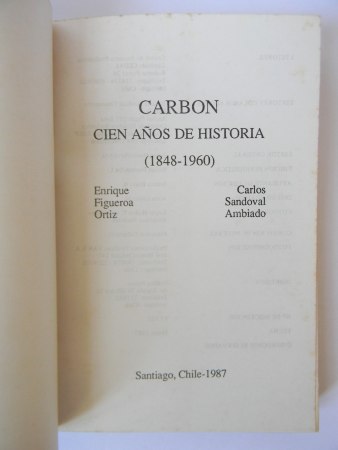 CARBON
CIEN AÑOS DE HISTORIA
(1848-1960)
Enrique Carlos
Figueroa Sandoval
Ortiz Ambiado
Santiago, Chile-1987